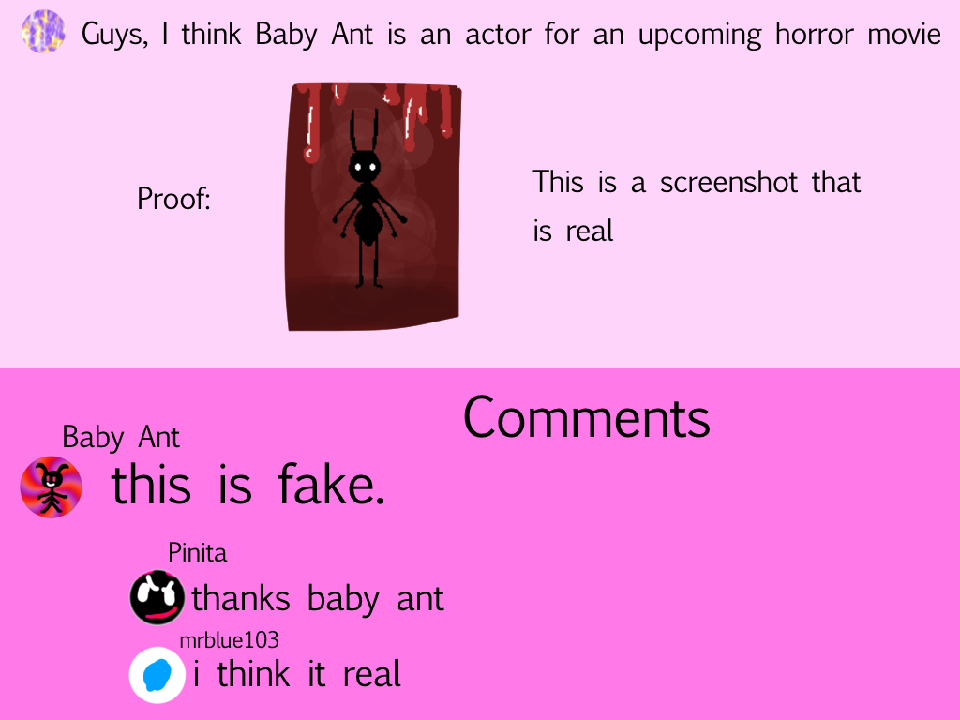 Guys, I think Baby Ant is an actor for an upcoming horror movie
Proof:
This is a screenshot that
is real
Comments
Baby Ant
this is fake.
Pinita
thanks baby ant
mrblue103
i think it real